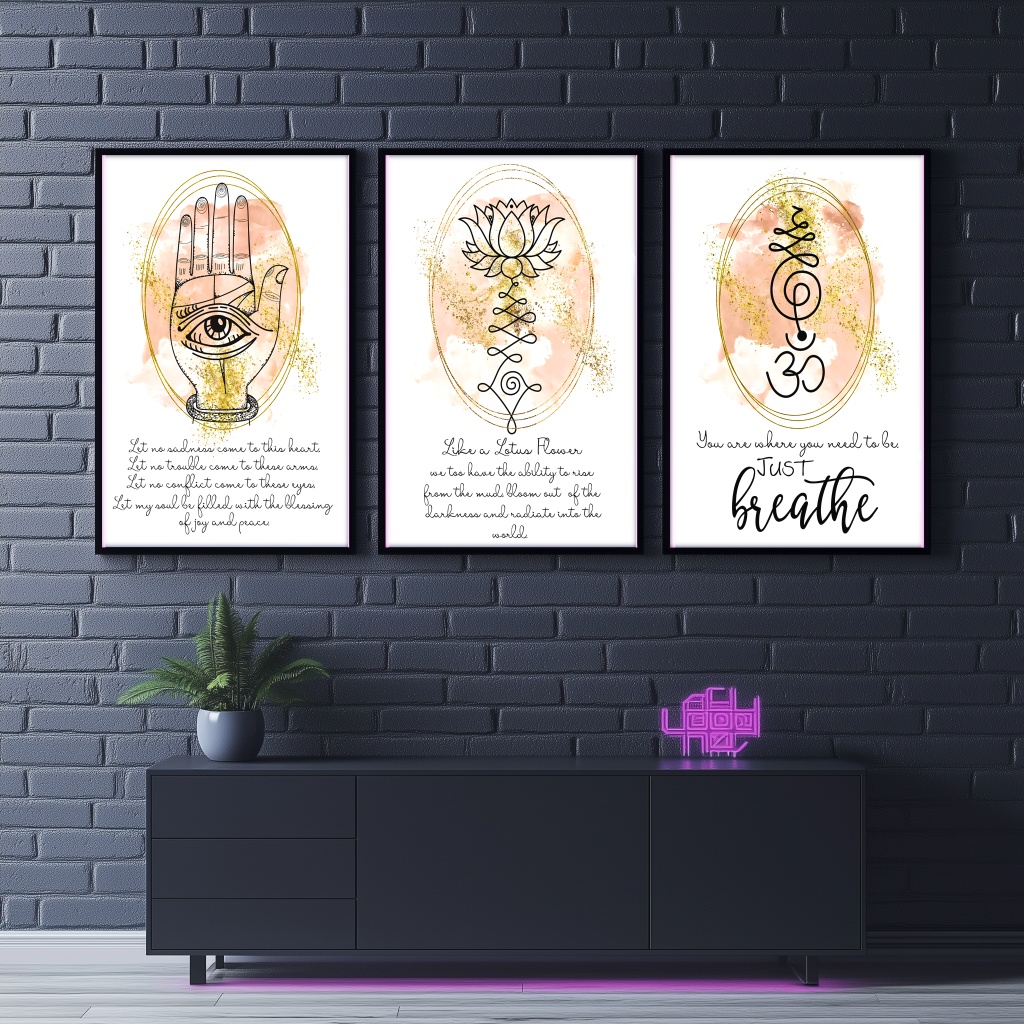 Let no sadness come to this heart.
Let no trouble come to these arms.
Let no conflict come to these eyes.
Let my soul be filled with the blessing
of joy and peace.
Like a Lotus Flower
we too have the ability to rise
from the mud, bloom out of the
darkness and radiate into the
world.
ॐ
You are where you need to be.
JUST
breathe